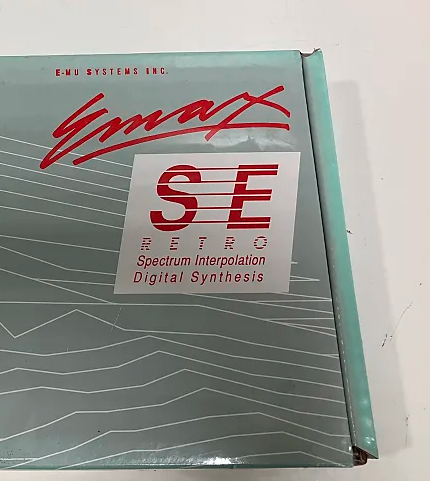 E-MU SYSTEMS INC.
Emax
SE
RETRO
Spectrum Interpolation
Digital Synthesis